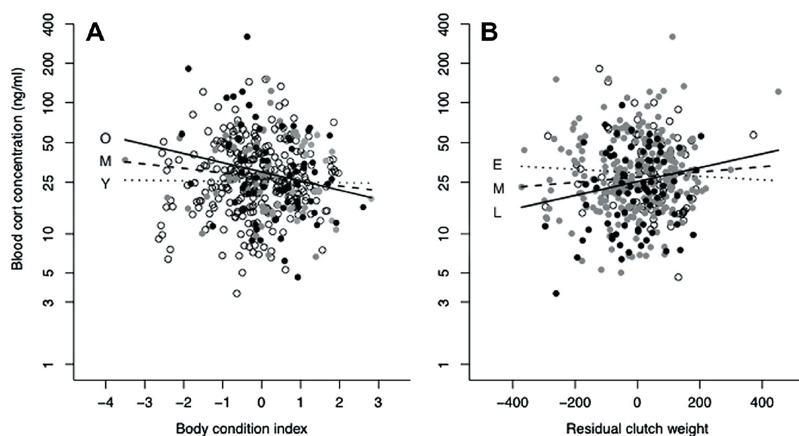 A
B
Blood cort concentration (ng/ml)
400
200
100
50
25
10
5
3
1
O
M
Y
−4 −3 −2 −1 0 1 2 3
Body condition index
400
200
100
50
25
10
5
3
1
E
M
L
−400 −200 0 200 400
Residual clutch weight